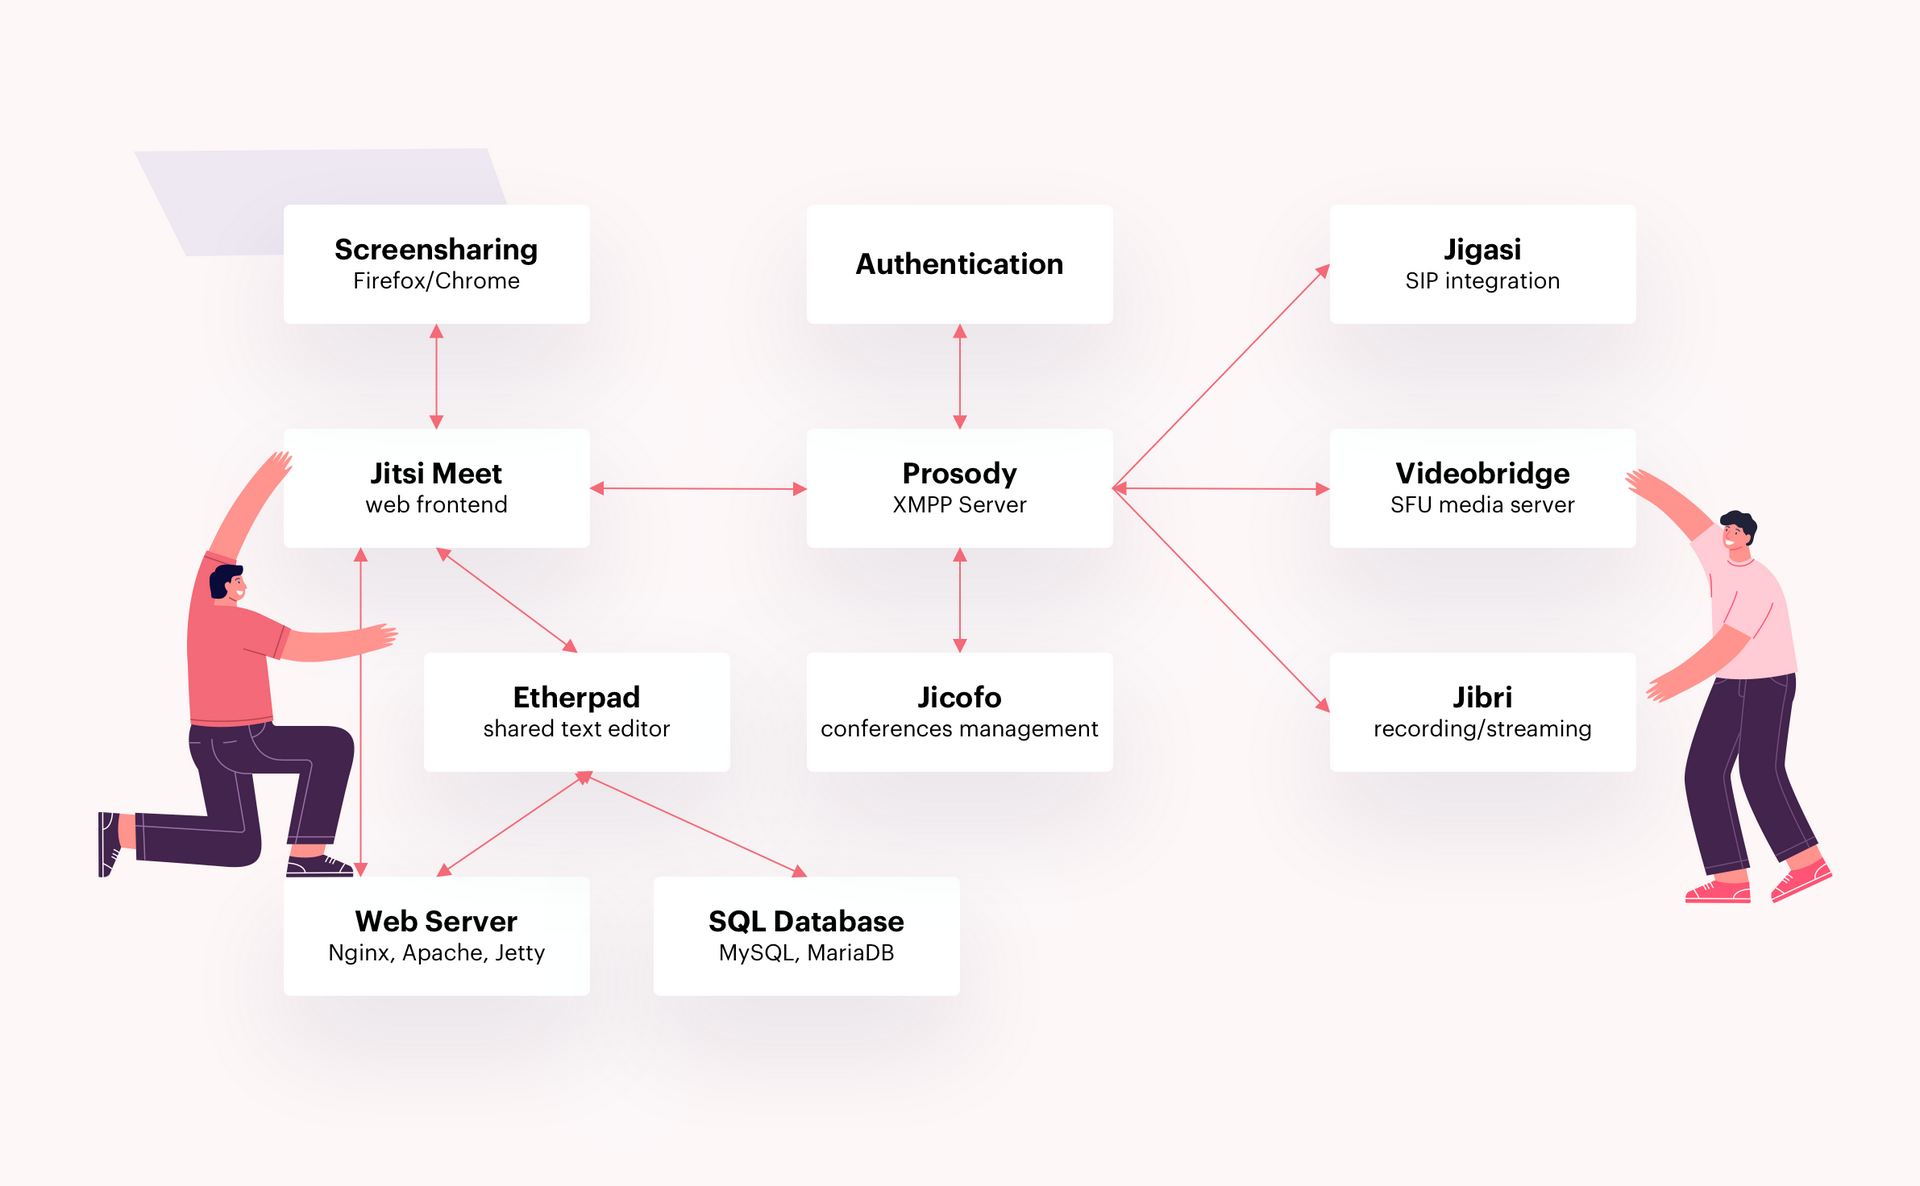 Screensharing
Firefox/Chrome
Authentication
Jigasi
SIP integration
Jitsi Meet
web frontend
Prosody
XMPP Server
Videobridge
SFU media server
Etherpad
shared text editor
Jicofo
conferences management
Jibri
recording/streaming
Web Server
Nginx, Apache, Jetty
SQL Database
MySQL, MariaDB